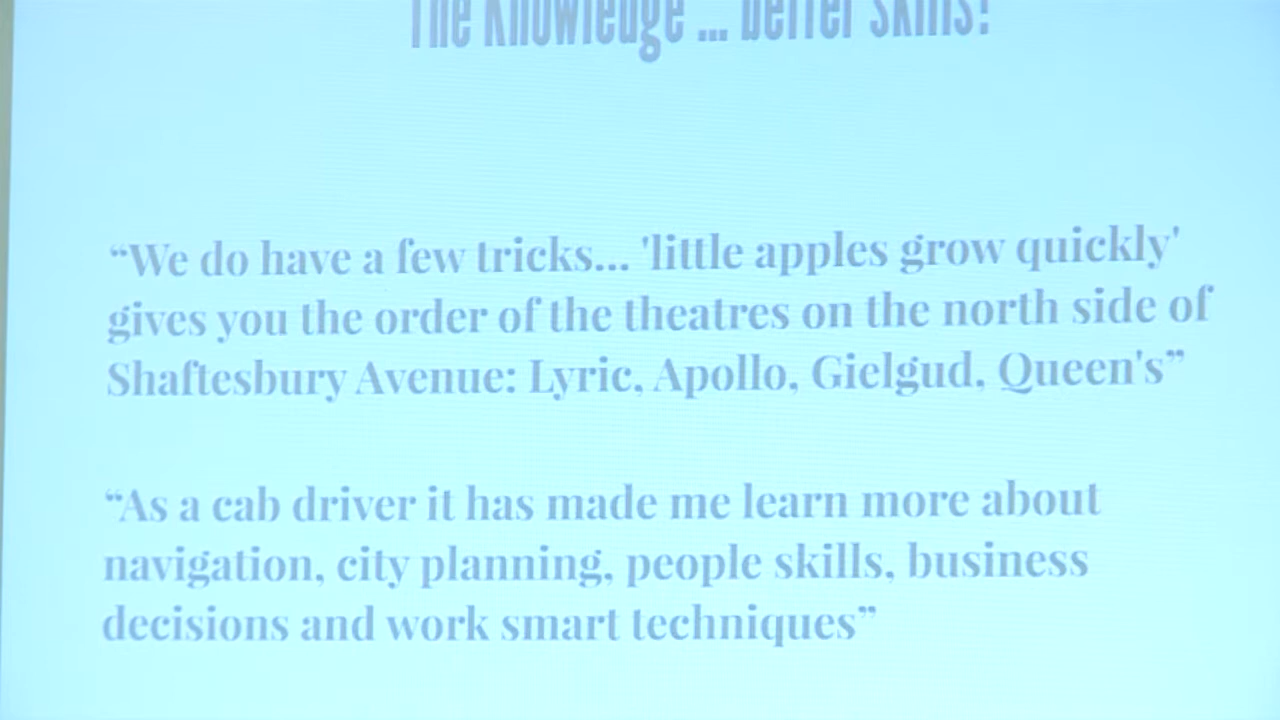 The Knowledge ... better skills?
“We do have a few tricks... 'little apples grow quickly'
gives you the order of the theatres on the north side of
Shaftesbury Avenue: Lyric, Apollo, Gielgud, Queen's”
“As a cab driver it has made me learn more about
navigation, city planning, people skills, business
decisions and work smart techniques”